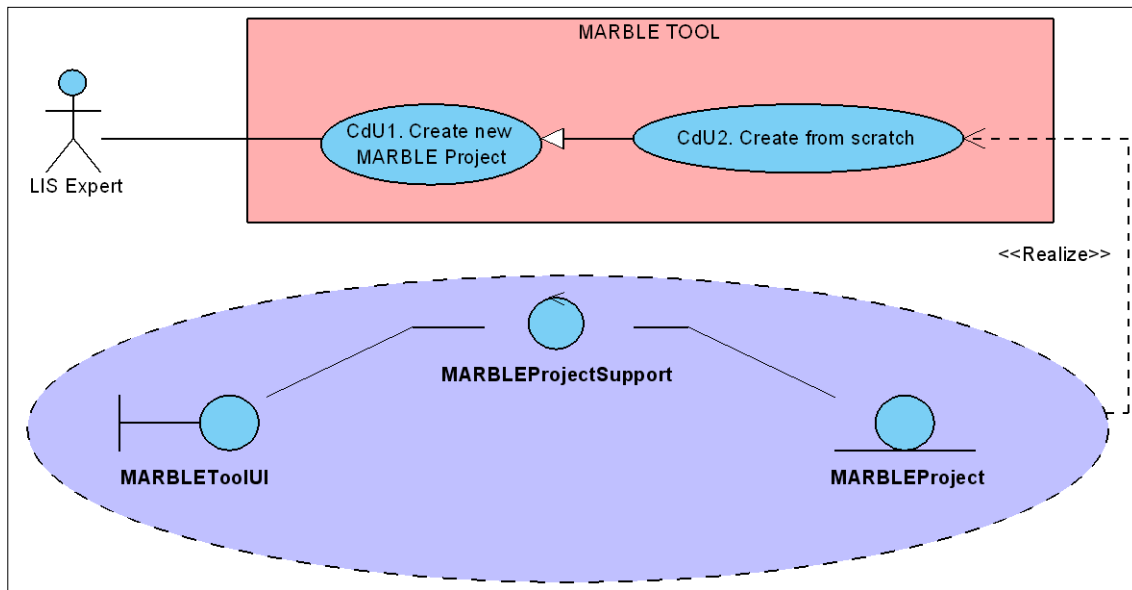 MARBLE TOOL
CdU1. Create new
MARBLE Project
CdU2. Create from scratch
LIS Expert
<<Realize>>
MARBLEProjectSupport
MARBLEToolUI
MARBLEProject